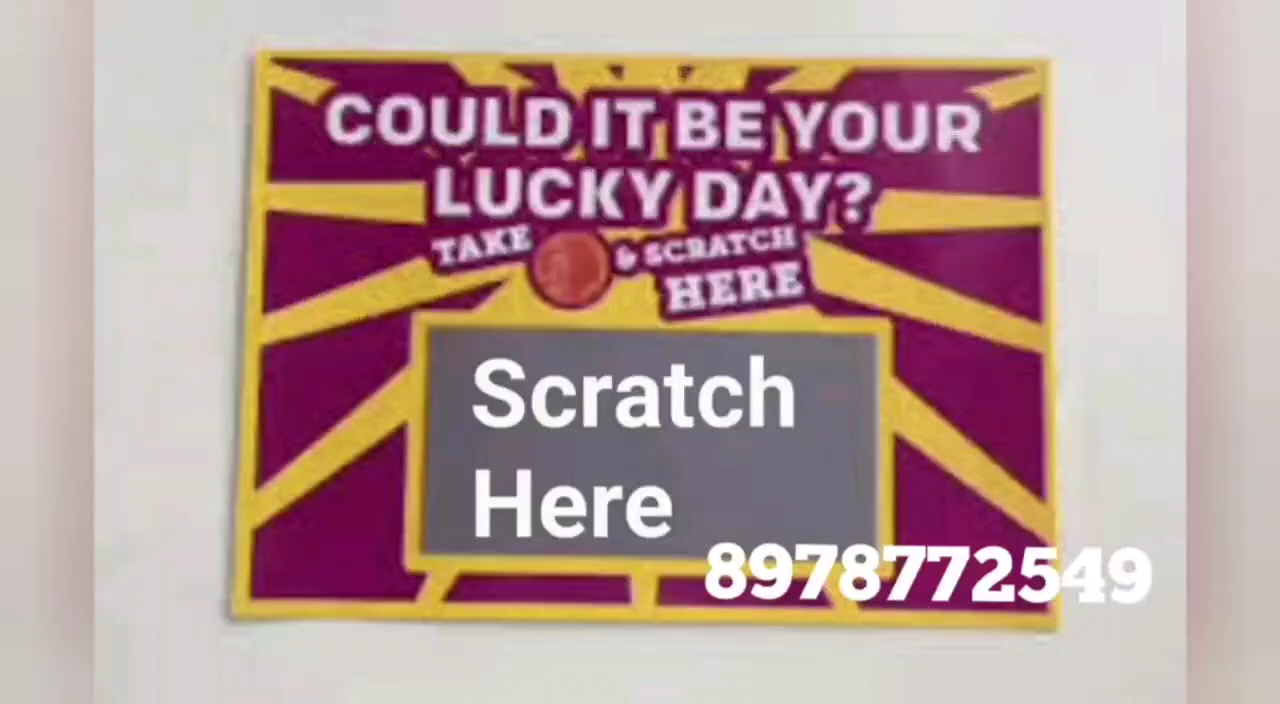 COULD IT BE YOUR
LUCKY DAY?
TAKE & SCRATCH
HERE
Scratch
Here
8978772549